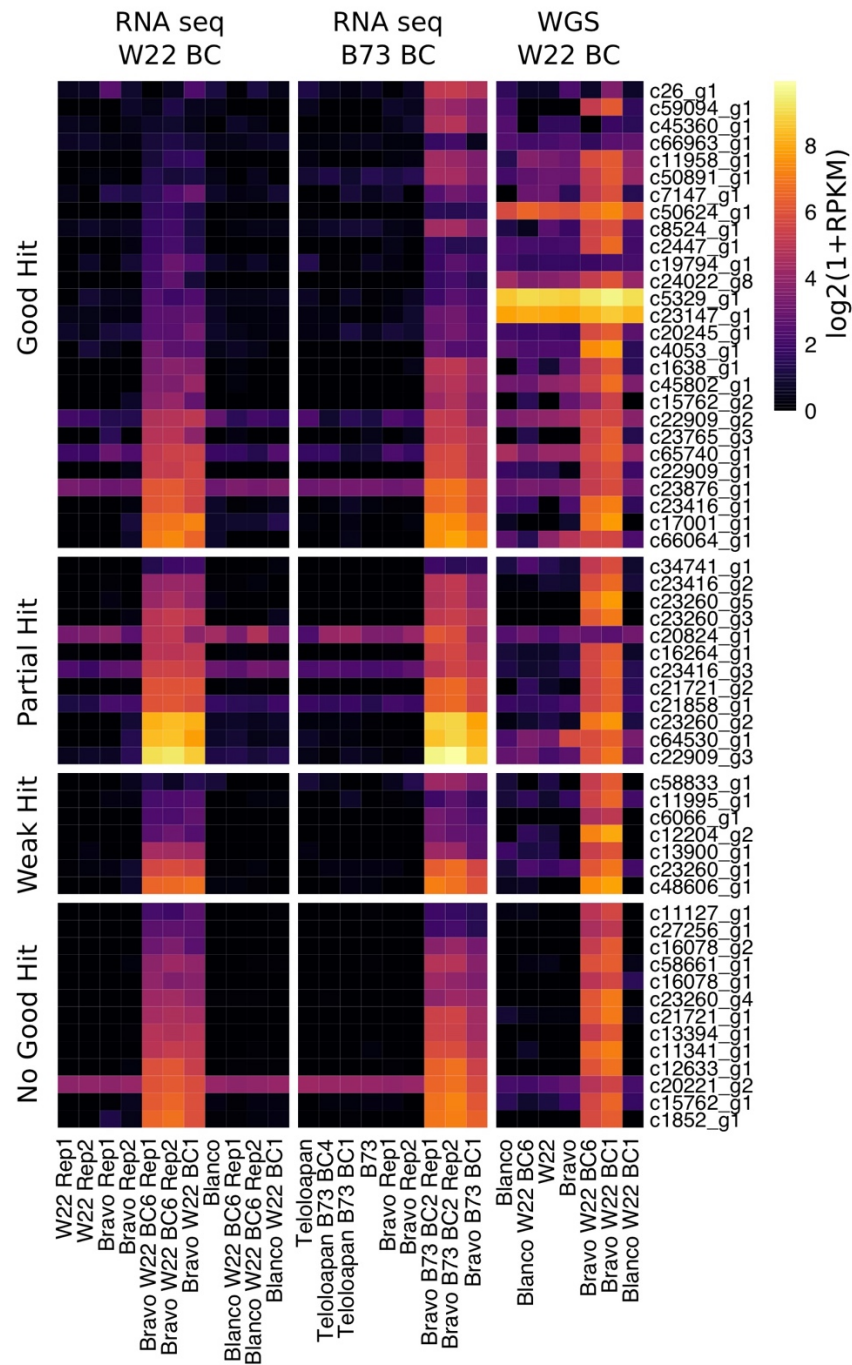 RNA seq
W22 BC
RNA seq
B73 BC
WGS
W22 BC
Good Hit
c26_g1
c59094_g1
c45360_g1
c66963_g1
c11958_g1
c50891_g1
c7147_g1
c50624_g1
c8524_g1
c2447_g1
c19794_g1
c24022_g8
c5329_g1
c23147_g1
c20245_g1
c4053_g1
c1638_g1
c45802_g1
c15762_g2
c22909_g2
c23765_g3
c65740_g1
c22909_g1
c23876_g1
c23416_g1
c17001_g1
c66064_g1
8
6
4
2
0
log2(1+RPKM)
Partial Hit
c34741_g1
c23416_g2
c23260_g5
c23260_g3
c20824_g1
c16264_g1
c23416_g3
c21721_g2
c21858_g1
c23260_g2
c64530_g1
c22909_g3
Weak Hit
c58833_g1
c11995_g1
c6066_g1
c12204_g2
c13900_g1
c23260_g1
c48606_g1
No Good Hit
c11127_g1
c27256_g1
c16078_g2
c58661_g1
c16078_g1
c23260_g4
c21721_g1
c13394_g1
c11341_g1
c12633_g1
c20221_g2
c15762_g1
c1852_g1
W22 Rep1
W22 Rep2
Bravo Rep1
Bravo Rep2
Bravo W22 BC6 Rep1
Bravo W22 BC6 Rep2
Bravo W22 BC1
Blanco
Blanco W22 BC6 Rep1
Blanco W22 BC6 Rep2
Blanco W22 BC1
Teloloapan
Teloloapan B73 BC4
Teloloapan B73 BC1
B73
Bravo Rep1
Bravo Rep2
Bravo B73 BC2 Rep1
Bravo B73 BC2 Rep2
Bravo B73 BC1
Blanco
Blanco W22 BC6
W22
Bravo
Bravo W22 BC6
Bravo W22 BC1
Blanco W22 BC1